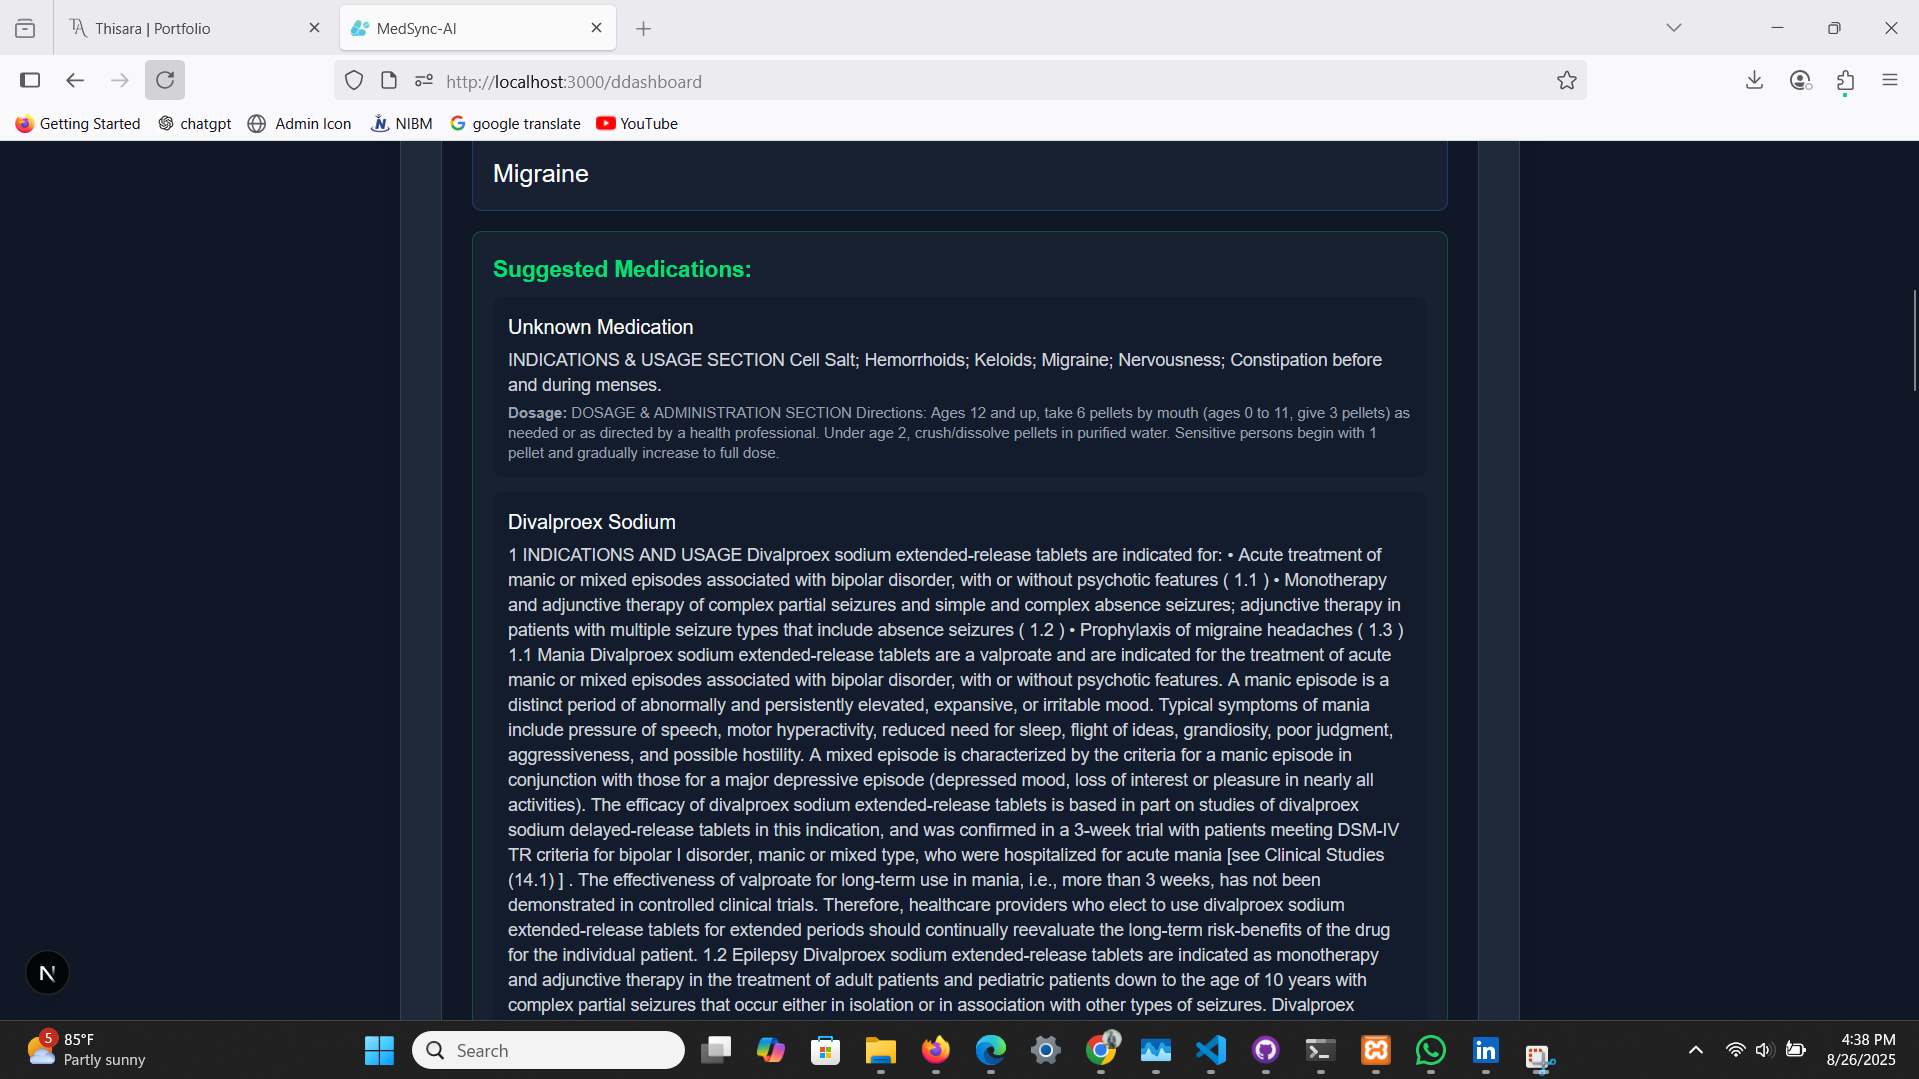 Thisara | Portfolio
MedSync-AI
http://localhost:3000/ddashboard
Getting Started
chatgpt
Admin Icon
NIBM
google translate
YouTube
Migraine
Suggested Medications:
Unknown Medication
INDICATIONS & USAGE SECTION Cell Salt; Hemorrhoids; Keloids; Migraine; Nervousness; Constipation before
and during menses.
Dosage: DOSAGE & ADMINISTRATION SECTION Directions: Ages 12 and up, take 6 pellets by mouth (ages 0 to 11, give 3 pellets) as
needed or as directed by a health professional. Under age 2, crush/dissolve pellets in purified water. Sensitive persons begin with 1
pellet and gradually increase to full dose.
Divalproex Sodium
1 INDICATIONS AND USAGE Divalproex sodium extended-release tablets are indicated for: • Acute treatment of
manic or mixed episodes associated with bipolar disorder, with or without psychotic features ( 1.1 ) • Monotherapy
and adjunctive therapy of complex partial seizures and simple and complex absence seizures; adjunctive therapy in
patients with multiple seizure types that include absence seizures ( 1.2 ) • Prophylaxis of migraine headaches ( 1.3 )
1.1 Mania Divalproex sodium extended-release tablets are a valproate and are indicated for the treatment of acute
manic or mixed episodes associated with bipolar disorder, with or without psychotic features. A manic episode is a
distinct period of abnormally and persistently elevated, expansive, or irritable mood. Typical symptoms of mania
include pressure of speech, motor hyperactivity, reduced need for sleep, flight of ideas, grandiosity, poor judgment,
aggressiveness, and possible hostility. A mixed episode is characterized by the criteria for a manic episode in
conjunction with those for a major depressive episode (depressed mood, loss of interest or pleasure in nearly all
activities). The efficacy of divalproex sodium extended-release tablets is based in part on studies of divalproex
sodium delayed-release tablets in this indication, and was confirmed in a 3-week trial with patients meeting DSM-IV
TR criteria for bipolar I disorder, manic or mixed type, who were hospitalized for acute mania [see Clinical Studies
(14.1) ] . The effectiveness of valproate for long-term use in mania, i.e., more than 3 weeks, has not been
demonstrated in controlled clinical trials. Therefore, healthcare providers who elect to use divalproex sodium
extended-release tablets for extended periods should continually reevaluate the long-term risk-benefits of the drug
for the individual patient. 1.2 Epilepsy Divalproex sodium extended-release tablets are indicated as monotherapy
and adjunctive therapy in the treatment of adult patients and pediatric patients down to the age of 10 years with
complex partial seizures that occur either in isolation or in association with other types of seizures. Divalproex
N
5
85°F
Partly sunny
Search
4:38 PM
8/26/2025